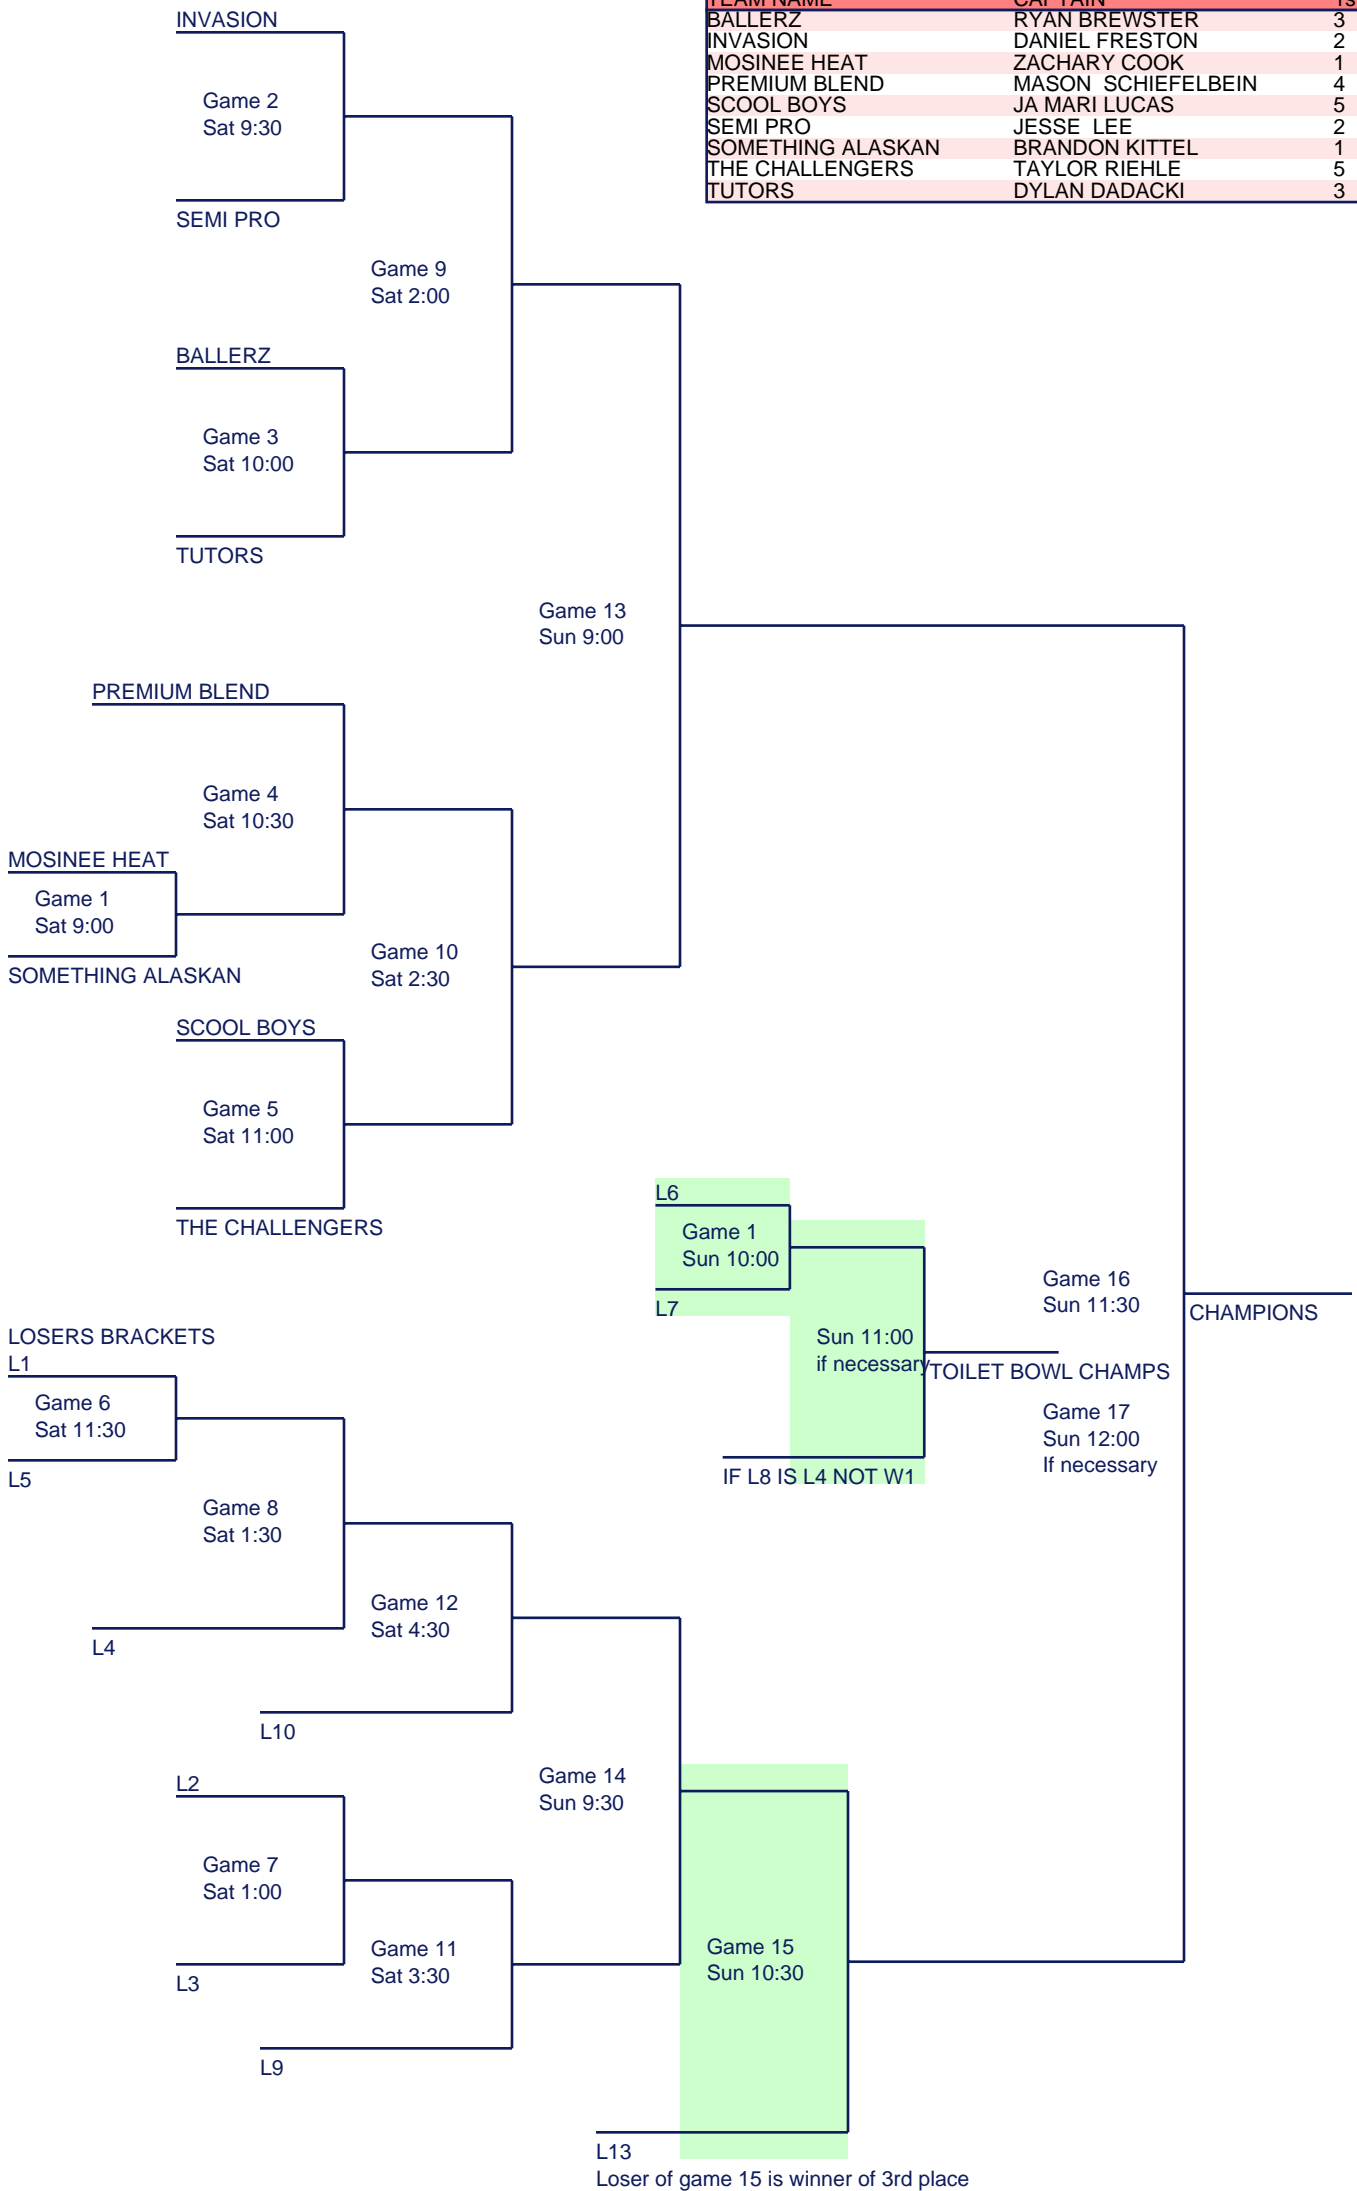 TEAM NAME CAPTAIN
BALLERZ RYAN BREWSTER 3
INVASION DANIEL FRESTON 2
MOSINEE HEAT ZACHARY COOK 1
PREMIUM BLEND MASON SCHIEFELBEIN 4
SCOOL BOYS JA MARI LUCAS 5
SEMI PRO JESSE LEE 2
SOMETHING ALASKAN BRANDON KITTEL 1
THE CHALLENGERS TAYLOR RIEHLE 5
TUTORS DYLAN DADACKI 3
INVASION
Game 2
Sat 9:30
SEMI PRO
Game 9
Sat 2:00
BALLERZ
Game 3
Sat 10:00
TUTORS
Game 13
Sun 9:00
PREMIUM BLEND
Game 4
Sat 10:30
MOSINEE HEAT
Game 1
Sat 9:00
SOMETHING ALASKAN
Game 10
Sat 2:30
SCOOL BOYS
Game 5
Sat 11:00
THE CHALLENGERS
L6
Game 1
Sun 10:00
L7
Sun 11:00
if necessary
TOILET BOWL CHAMPS
IF L8 IS L4 NOT W1
Game 16
Sun 11:30
CHAMPIONS
Game 17
Sun 12:00
If necessary
LOSERS BRACKETS
L1
Game 6
Sat 11:30
L5
Game 8
Sat 1:30
L4
Game 12
Sat 4:30
L10
L2
Game 14
Sun 9:30
Game 7
Sat 1:00
L3
Game 11
Sat 3:30
L9
Game 15
Sun 10:30
L13
Loser of game 15 is winner of 3rd place